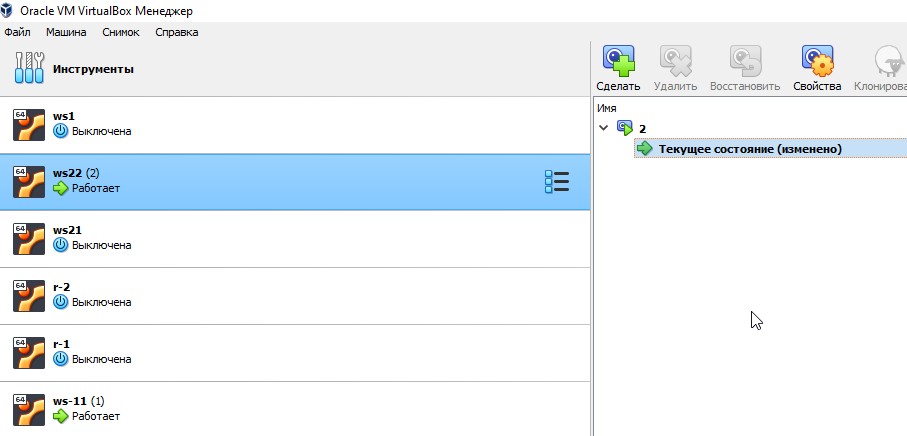 Oracle VM VirtualBox Менеджер
Файл Машина Снимок Справка
Инструменты
Сделать Удалить Восстановить Свойства Клонирова
Имя
64 ws1
Выключена
2
Текущее состояние (изменено)
64 ws22 (2)
Работает
64 ws21
Выключена
64 r-2
Выключена
64 r-1
Выключена
64 ws-11 (1)
Работает